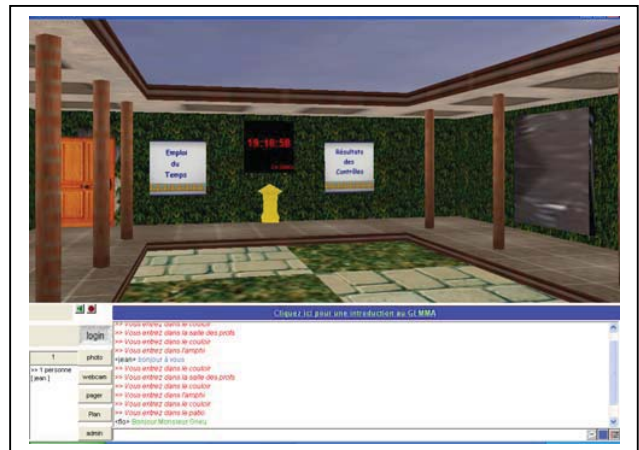 Emploi
du
Temps
19:18:58
Résultats
des
Contrôles
Cliquez ici pour une introduction au GEMMA
login
photo
webcam
pager
Plan
admin
1
>> 1 personne
[ jean ]
>> Vous entrez dans le couloir
>> Vous entrez dans la salle des profs
>> Vous entrez dans le couloir
>> Vous entrez dans l'amphi
<jean> bonjour à vous
>> Vous entrez dans le couloir
>> Vous entrez dans la salle des profs
>> Vous entrez dans le couloir
>> Vous entrez dans l'amphi
>> Vous entrez dans le couloir
>> Vous entrez dans le patio
<flo> Bonjour Monsieur